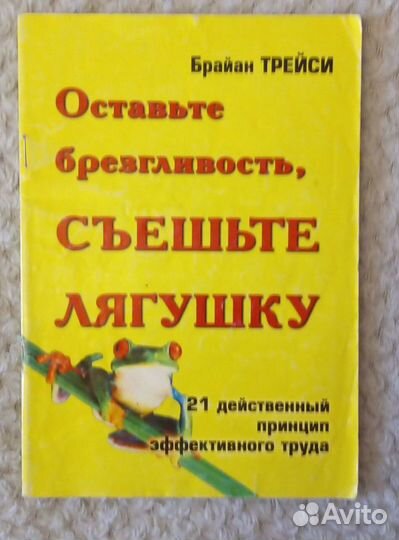 Брайан ТРЕЙСИ
Оставьте
брезгливость,
СЪЕШЬТЕ
ЛЯГУШКУ
21 действенный
принцип
эффективного труда
Avito